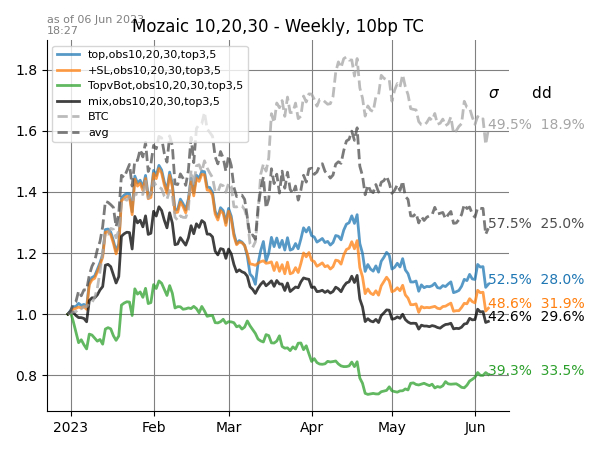 as of 06 Jun 2023
18:27
Mozaic 10,20,30 - Weekly, 10bp TC
top,obs10,20,30,top3,5
+SL,obs10,20,30,top3,5
TopvBot,obs10,20,30,top3,5
mix,obs10,20,30,top3,5
BTC
avg
σ dd
49.5% 18.9%
57.5% 25.0%
52.5% 28.0%
48.6% 31.9%
42.6% 29.6%
39.3% 33.5%
1.8
1.6
1.4
1.2
1.0
0.8
2023 Feb Mar Apr May Jun